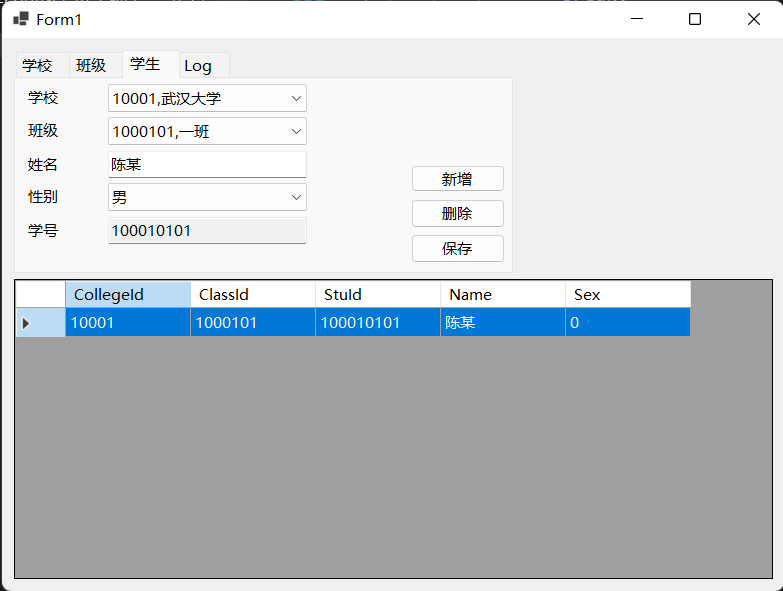 Form1
学校 班级 学生 Log
学校 10001,武汉大学
班级 1000101,一班
姓名 陈某
性别 男
学号 100010101
新增
删除
保存
CollegeId ClassId StuId Name Sex
10001 1000101 100010101 陈某 0